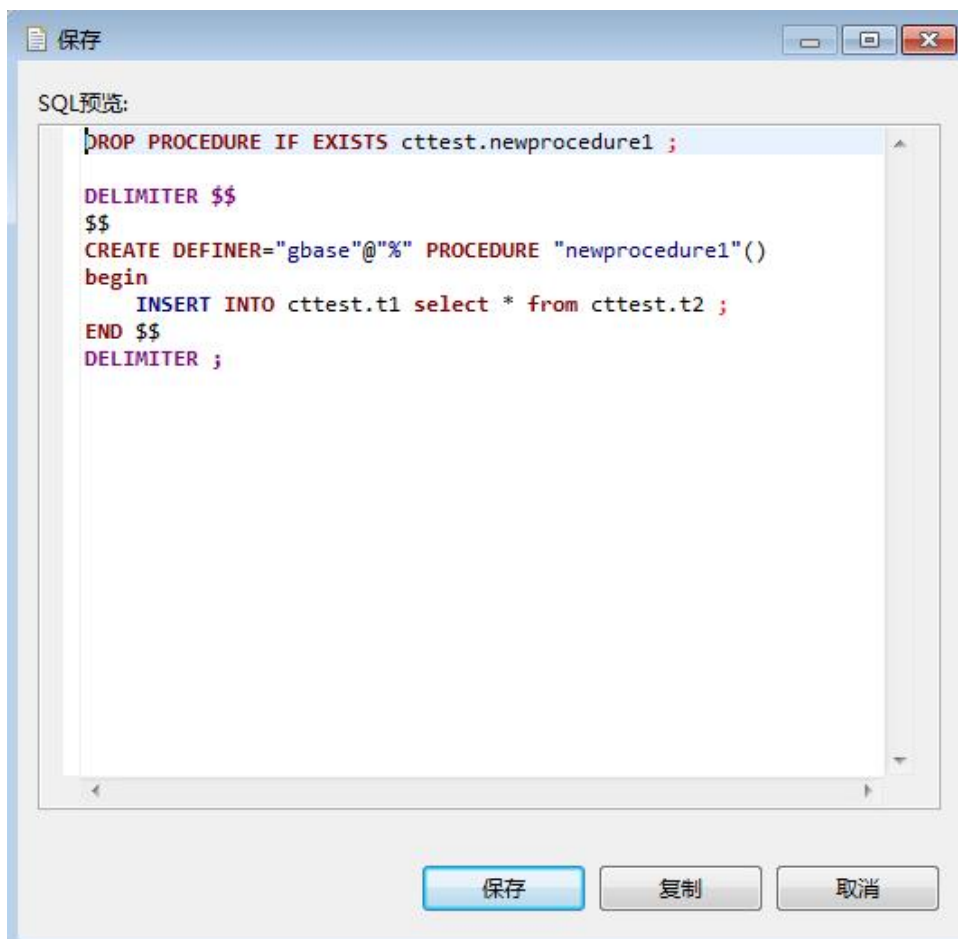 保存
SQL预览:
DROP PROCEDURE IF EXISTS cttest.newprocedure1 ;
DELIMITER $$
$$
CREATE DEFINER="gbase"@"%" PROCEDURE "newprocedure1"()
begin
    INSERT INTO cttest.t1 select * from cttest.t2 ;
END $$
DELIMITER ;
保存 复制 取消